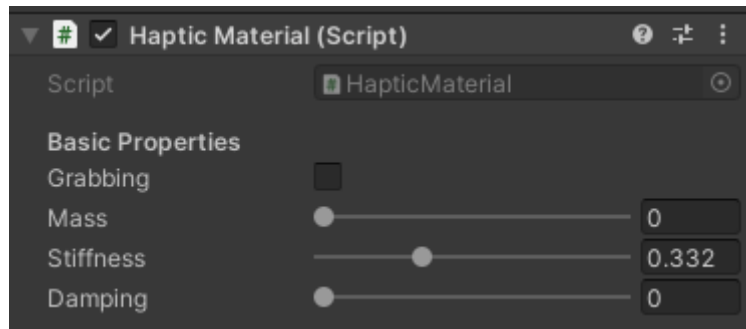 # Haptic Material (Script)
Script # HapticMaterial
Basic Properties
Grabbing
Mass 0
Stiffness 0.332
Damping 0